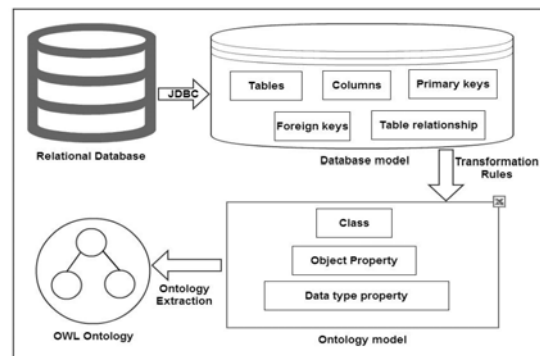 Tables
Columns
Primary keys
JDBC
Foreign keys
Table relationship
Relational Database
Database model
Transformation
Rules
Class
Object Property
Data type property
Ontology
Extraction
OWL Ontology
Ontology model